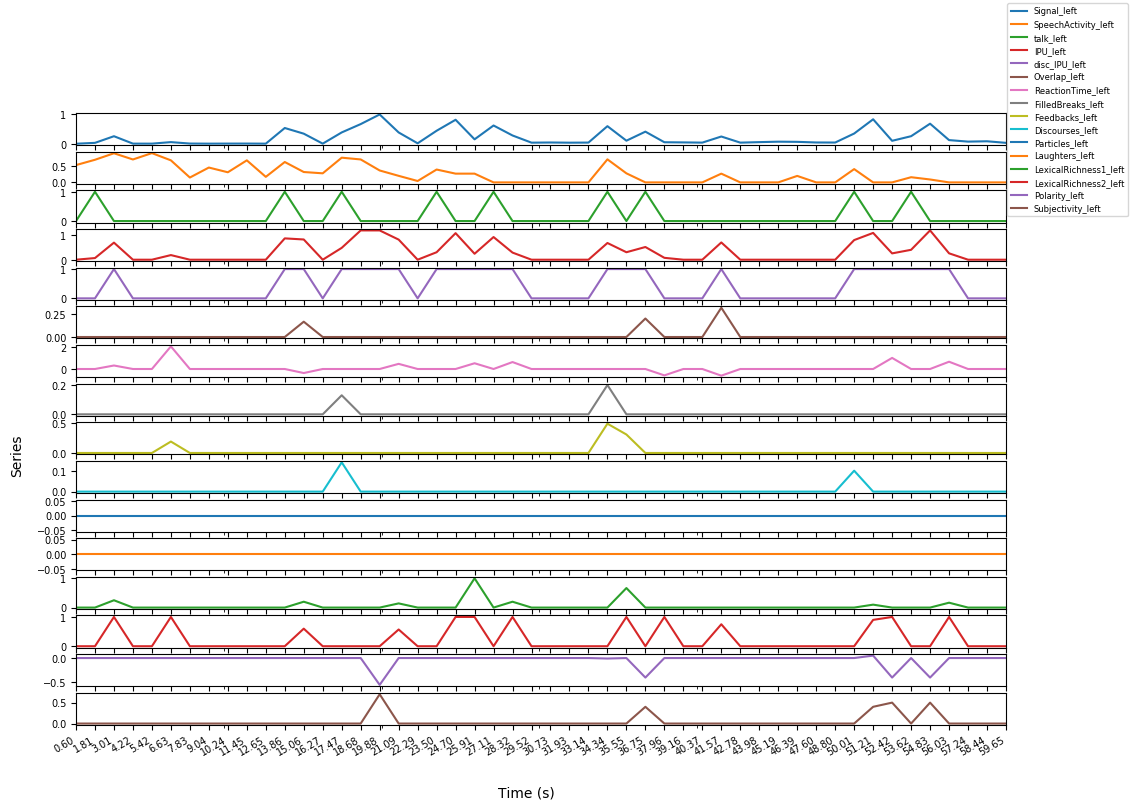 Signal_left
SpeechActivity_left
talk_left
IPU_left
disc_IPU_left
Overlap_left
ReactionTime_left
FilledBreaks_left
Feedbacks_left
Discourses_left
Particles_left
Laughters_left
LexicalRichness1_left
LexicalRichness2_left
Polarity_left
Subjectivity_left
1
0
0.5
0.0
1
0
1
0
1
0
0.25
0.00
2
0
0.2
0.0
0.5
0.0
0.1
0.0
0.05
0.00
−0.05
0.05
0.00
−0.05
1
0
1
0
0.0
−0.5
0.5
0.0
Series
0.60 1.81 3.01 4.22 5.42 6.63 7.83 9.04 10.24 11.45 12.65 13.86 15.06 16.27 17.47 18.68 19.88 21.09 22.29 23.50 24.70 25.91 27.11 28.32 29.52 30.73 31.93 33.14 34.34 35.55 36.75 37.96 39.16 40.37 41.57 42.78 43.98 45.19 46.39 47.60 48.80 50.01 51.21 52.42 53.62 54.83 56.03 57.24 58.44 59.65
Time (s)